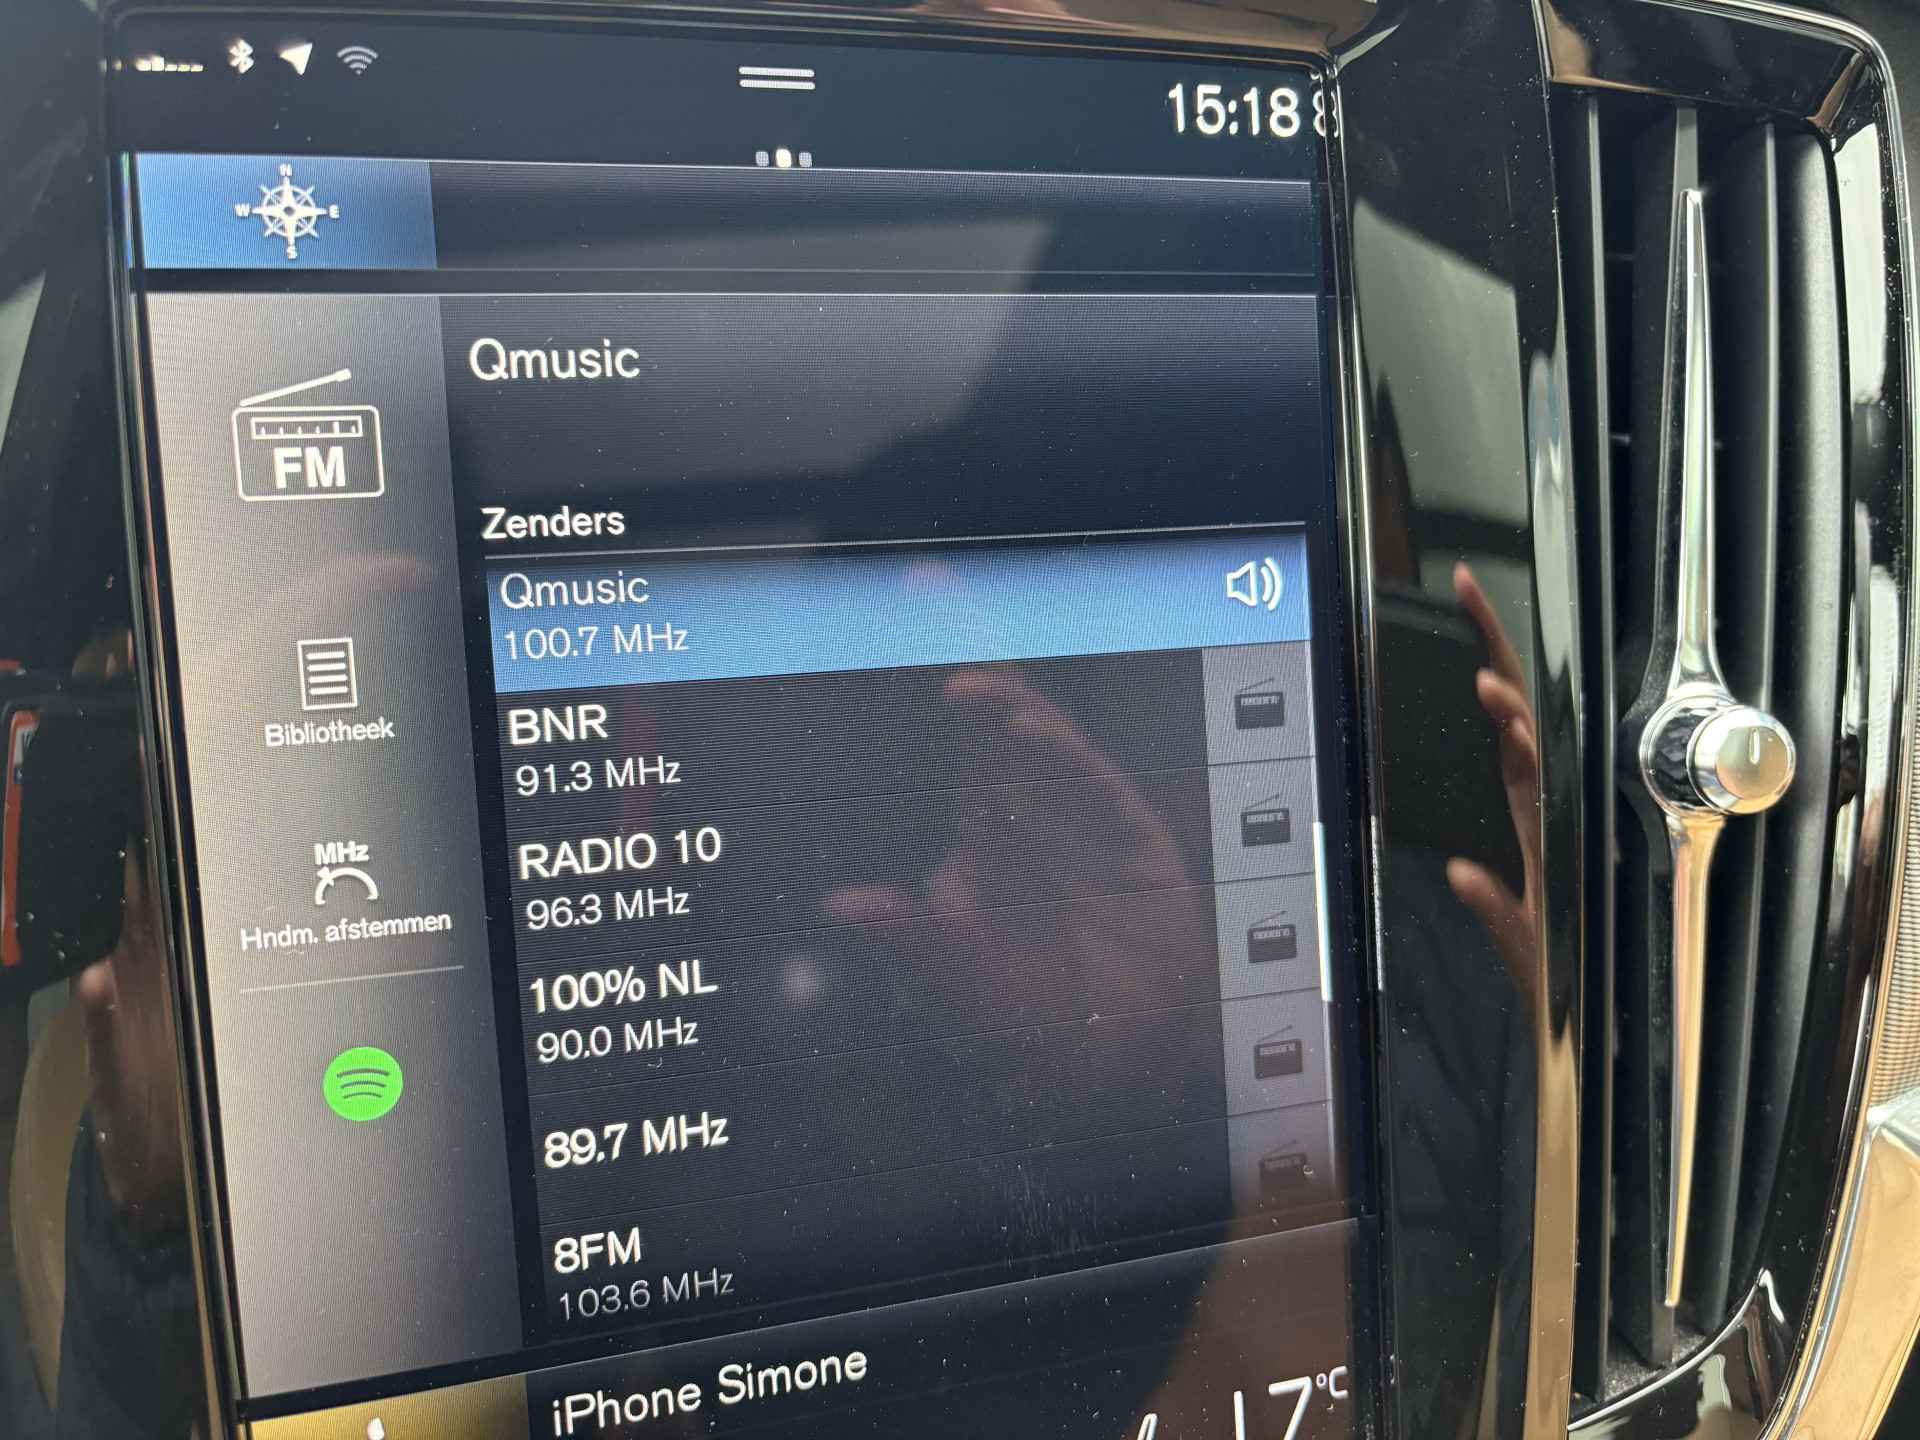 15:18
N
W E
S
Qmusic
FM
Zenders
Qmusic
100.7 MHz
BNR
91.3 MHz
Bibliotheek
RADIO 10
96.3 MHz
MHz
Hndm. afstemmen
100% NL
90.0 MHz
89.7 MHz
8FM
103.6 MHz
iPhone Simone
17°C